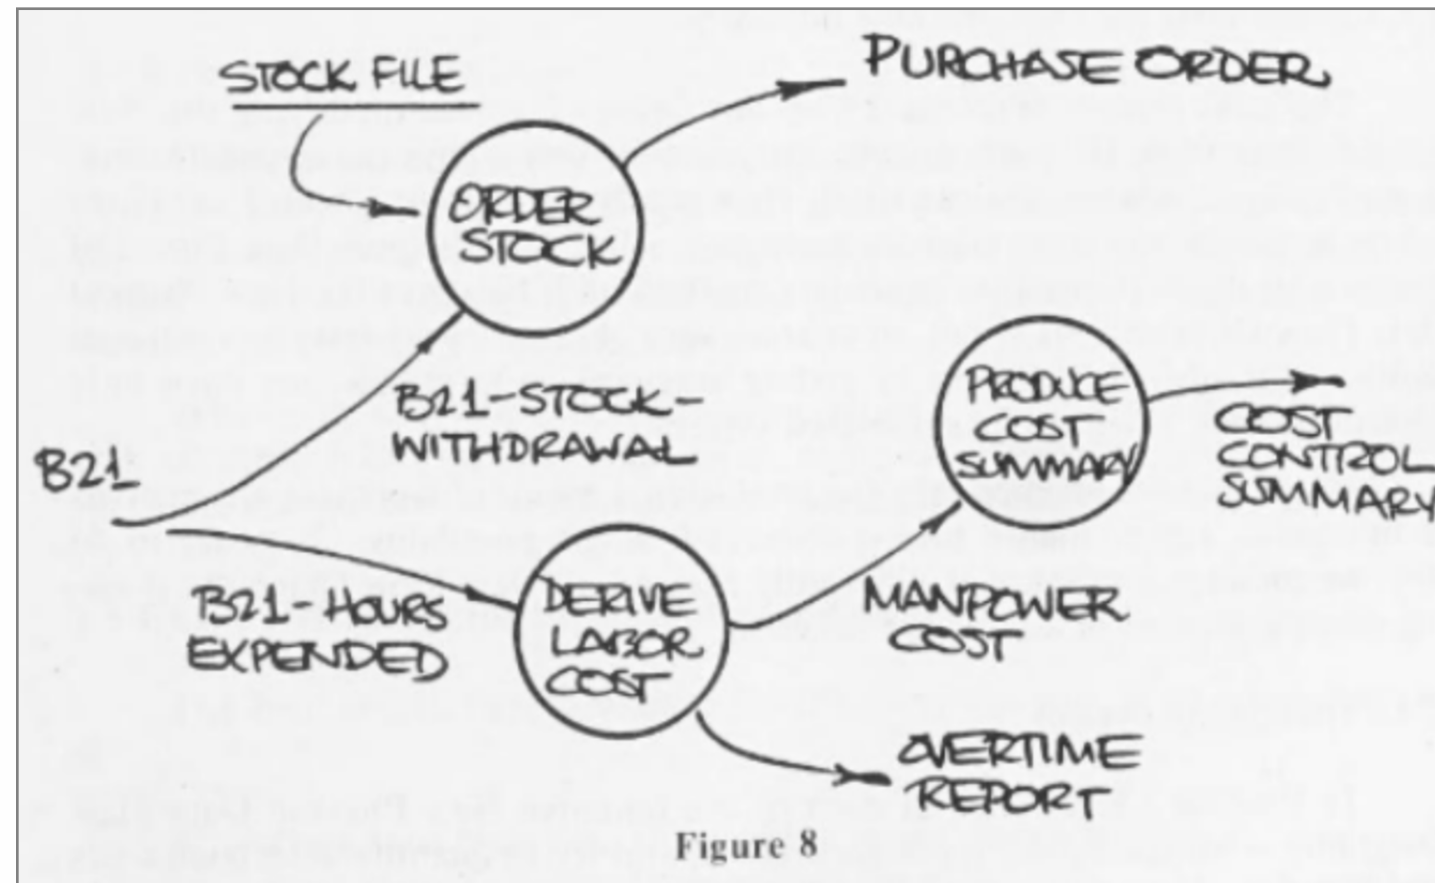 STOCK FILE
PURCHASE ORDER
ORDER
STOCK
B21-STOCK-
WITHDRAWAL
B21
B21-HOURS
EXPENDED
DERIVE
LABOR
COST
PRODUCE
COST
SUMMARY
COST
CONTROL
SUMMARY
MANPOWER
COST
OVERTIME
REPORT
Figure 8